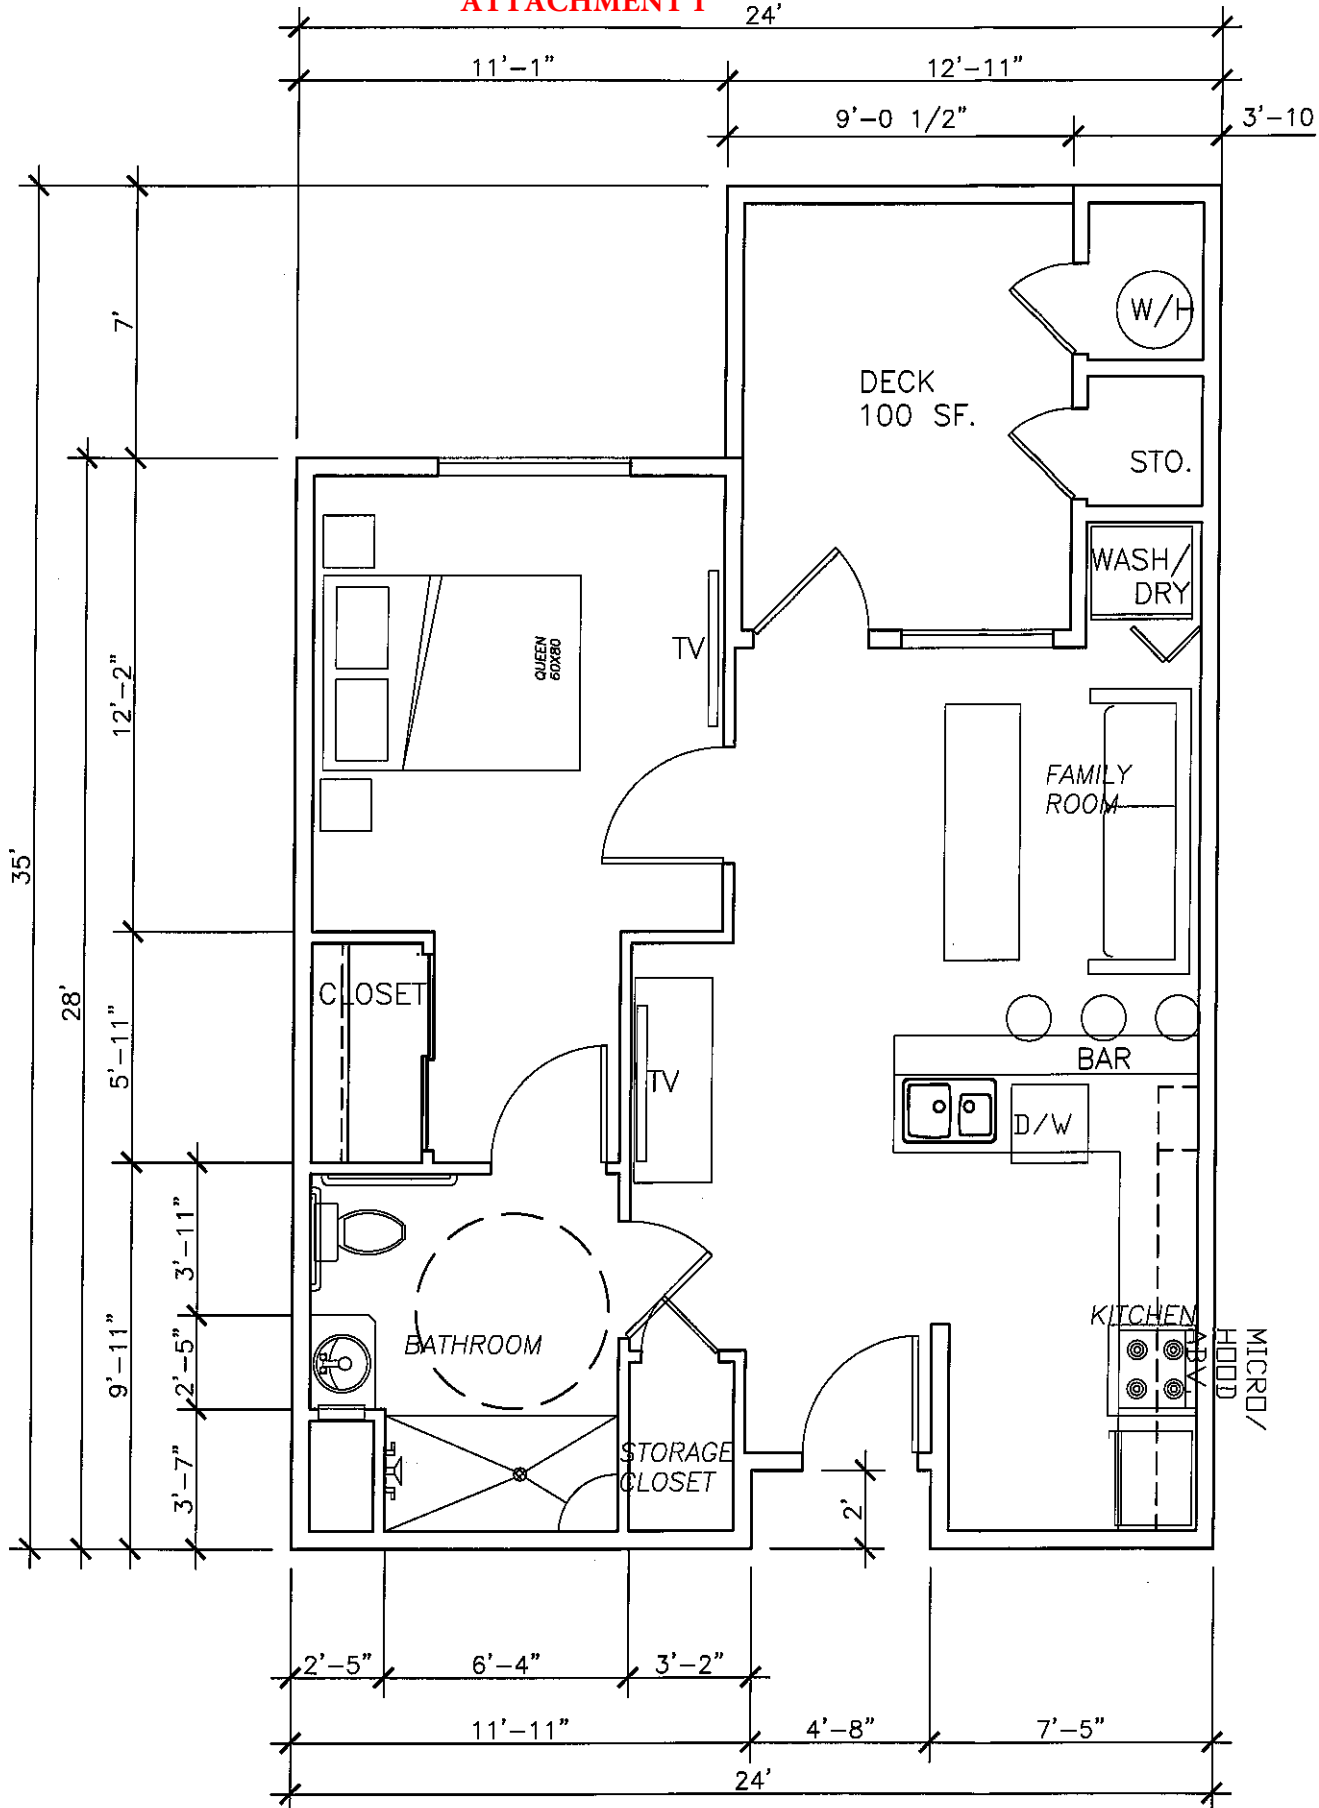 ATTACHMENT I
24'
11'-1"
12'-11"
9'-0 1/2"
3'-10
7'
W/H
DECK
100 SF.
STO.
WASH/
DRY
QUEEN
60X80
TV
12'-2"
FAMILY
ROOM
35'
28'
CLOSET
5'-11"
BAR
TV
D/W
3'-11"
KITCHEN
MICRO/
HOOD
ABV.
BATHROOM
9'-11"
2'-5"
STORAGE
CLOSET
3'-7"
2'
2'-5"
6'-4"
3'-2"
11'-11"
4'-8"
7'-5"
24'